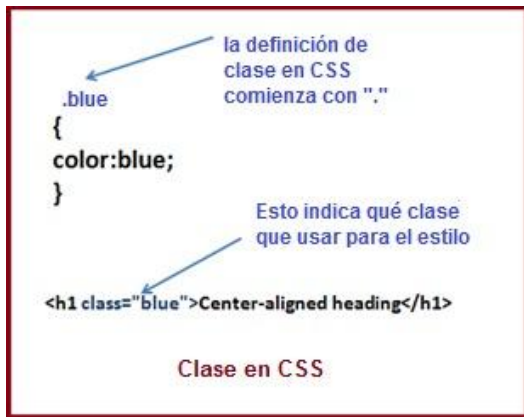 la definición de
clase en CSS
comienza con "."
.blue
{
color:blue;
}
Esto indica qué clase
que usar para el estilo
<h1 class="blue">Center-aligned heading</h1>
Clase en CSS